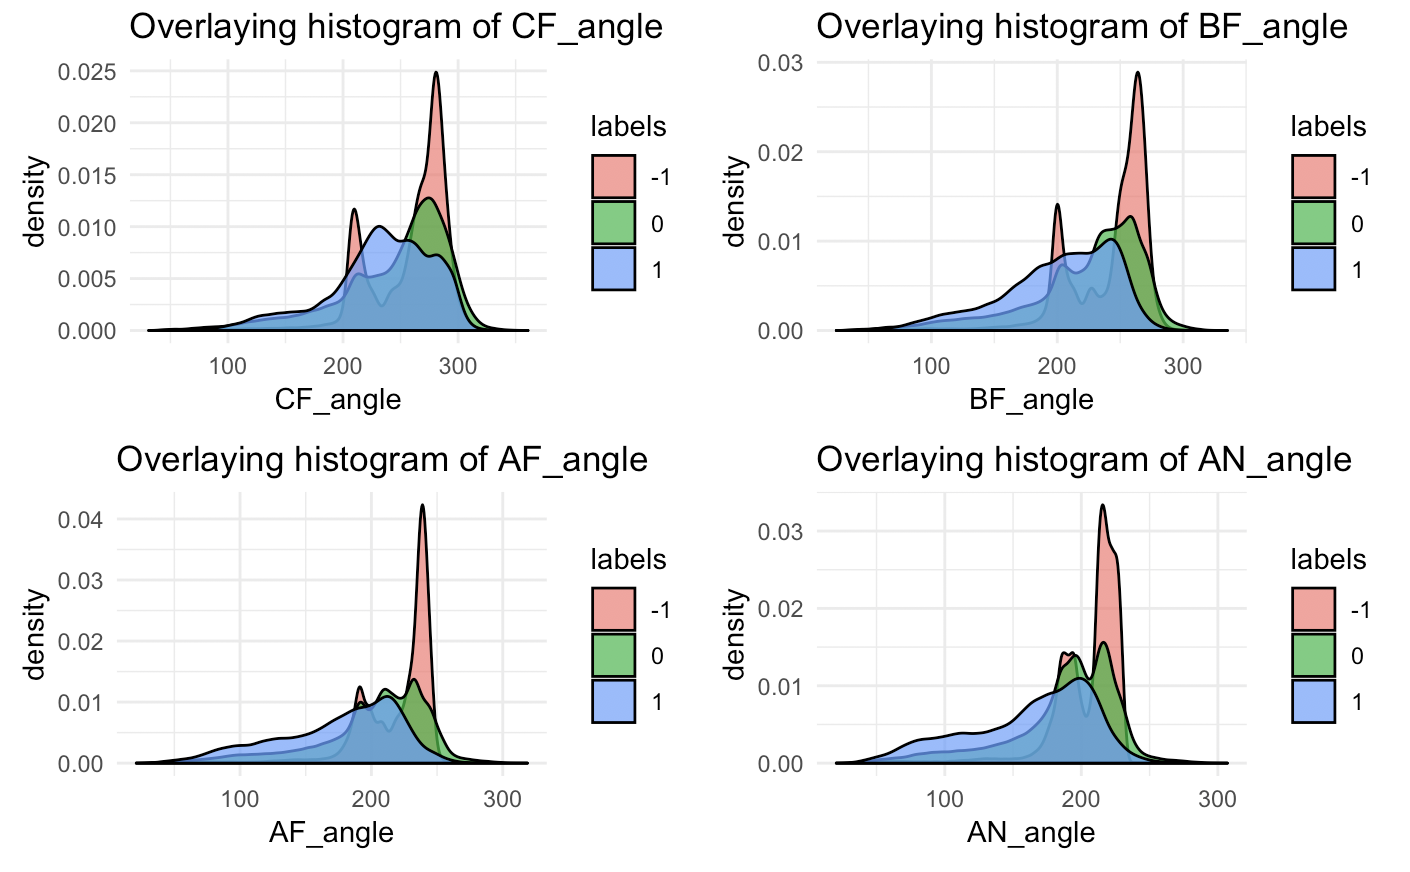 Overlaying histogram of CF_angle
0.025
0.020
0.015
0.010
0.005
0.000
density
100 200 300
CF_angle
labels
-1
0
1
Overlaying histogram of BF_angle
0.03
0.02
0.01
0.00
density
100 200 300
BF_angle
labels
-1
0
1
Overlaying histogram of AF_angle
0.04
0.03
0.02
0.01
0.00
density
100 200 300
AF_angle
labels
-1
0
1
Overlaying histogram of AN_angle
0.03
0.02
0.01
0.00
density
100 200 300
AN_angle
labels
-1
0
1